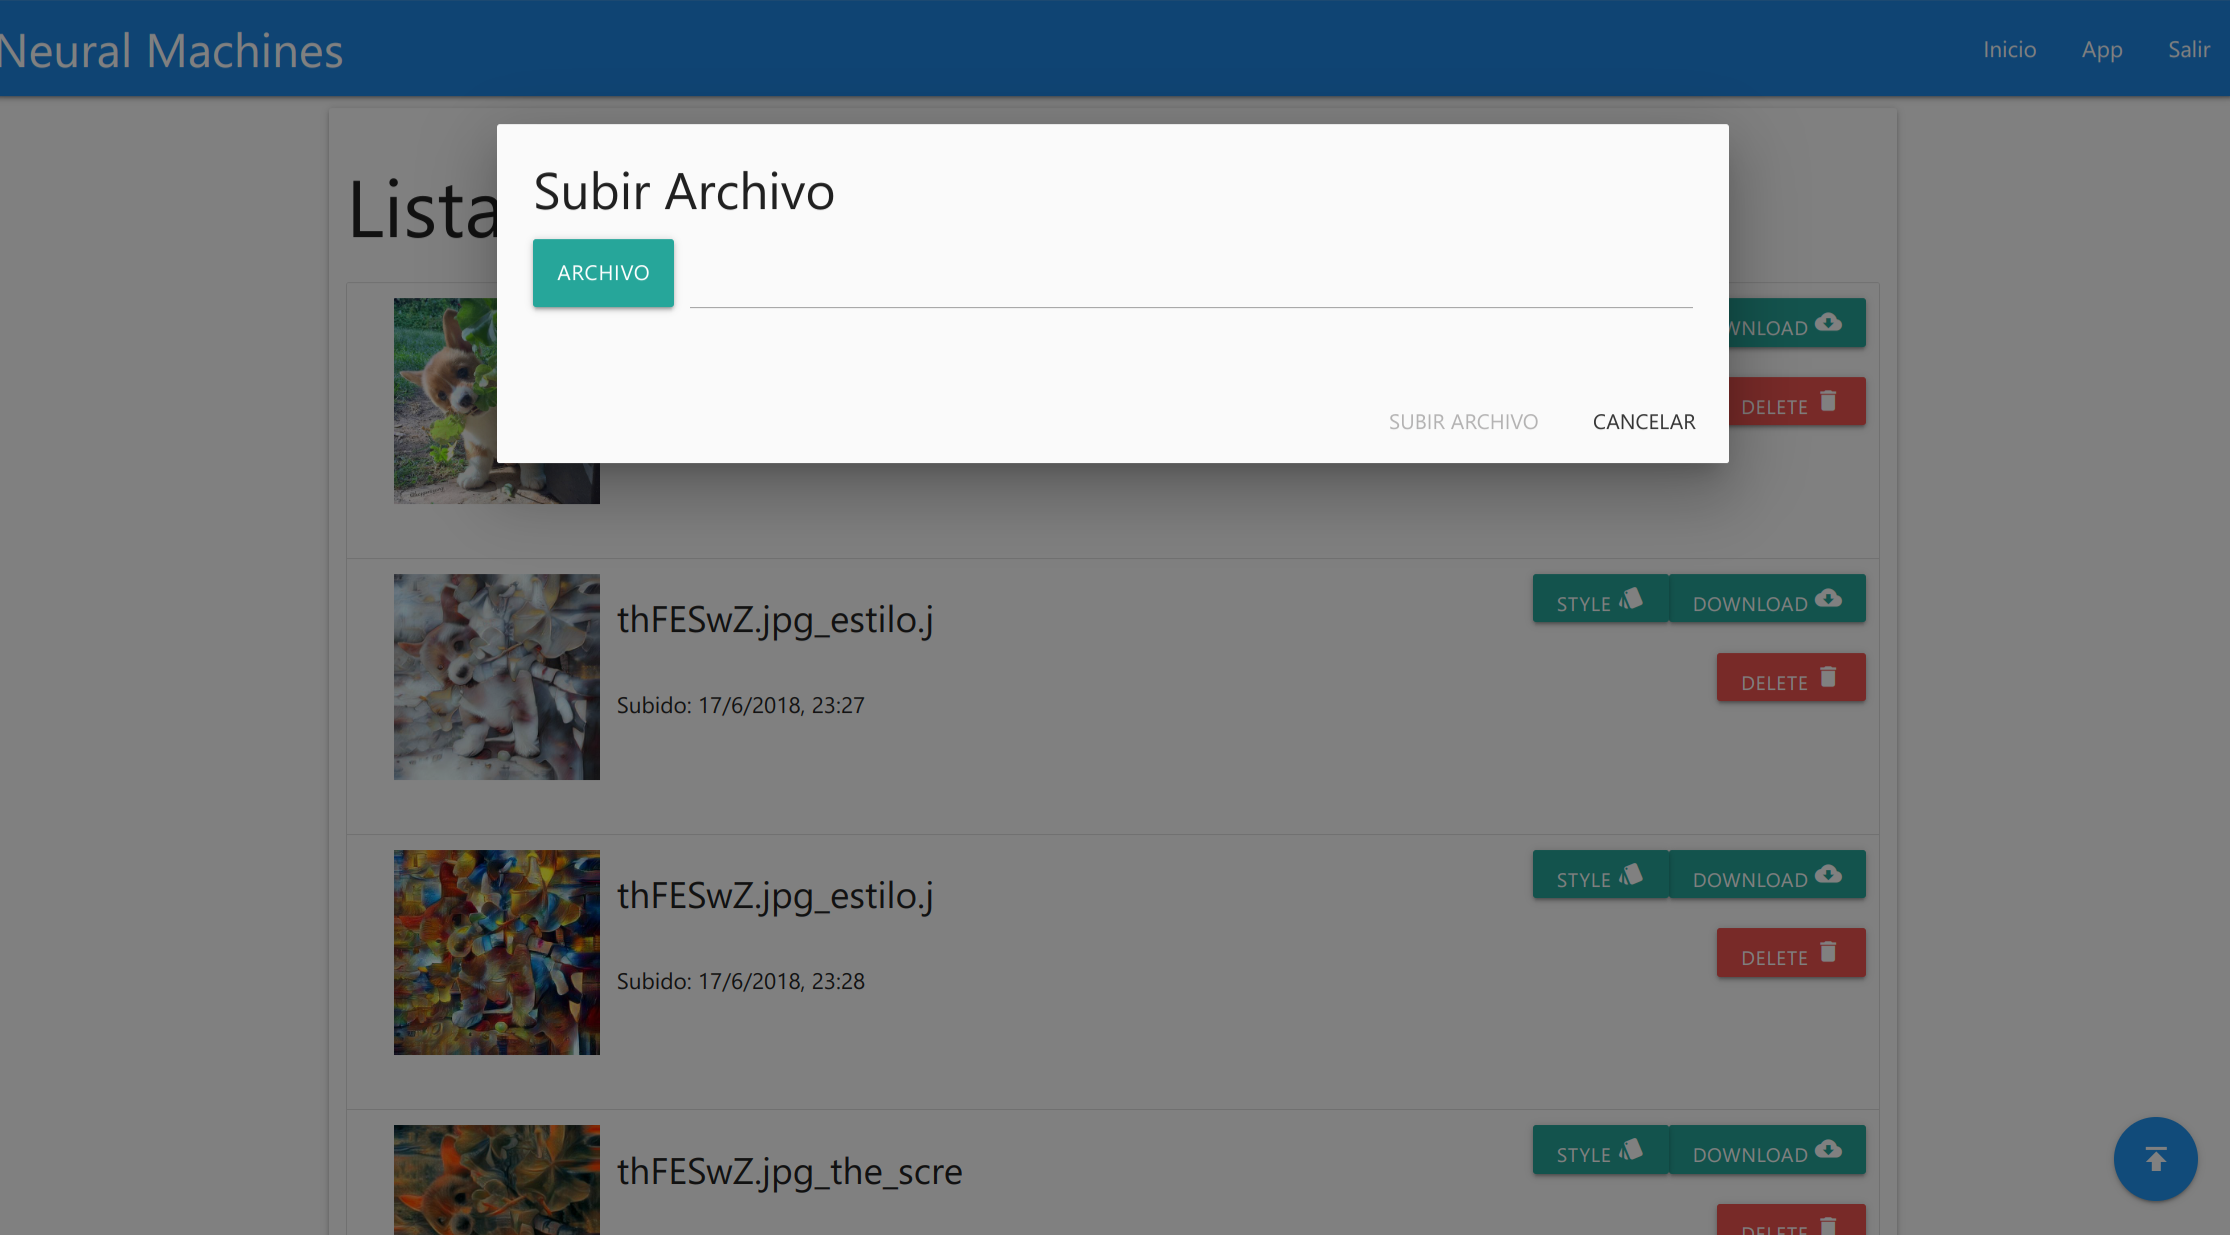 Neural Machines
Inicio App Salir
Lista
Subir Archivo
ARCHIVO
SUBIR ARCHIVO CANCELAR
WNLOAD
DELETE
thFESwZ.jpg_estilo.j
Subido: 17/6/2018, 23:27
STYLE DOWNLOAD
DELETE
thFESwZ.jpg_estilo.j
Subido: 17/6/2018, 23:28
STYLE DOWNLOAD
DELETE
thFESwZ.jpg_the_scre
STYLE DOWNLOAD
DELETE